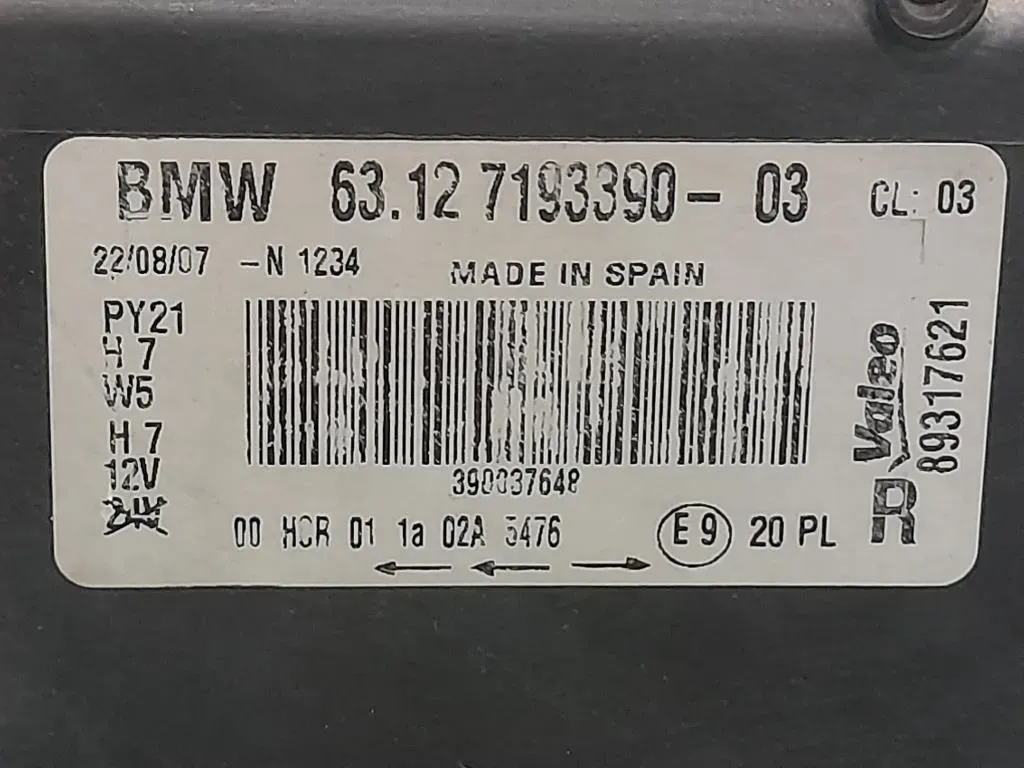 BMW 63.12 7193390-03 CL: 03
22/08/07 -N 1234
MADE IN SPAIN
PY21
H 7
W5
H 7
12V
390037648
00 HCR 01 1a 02A 5476
E9 20 PL
Valeo
R
89317621